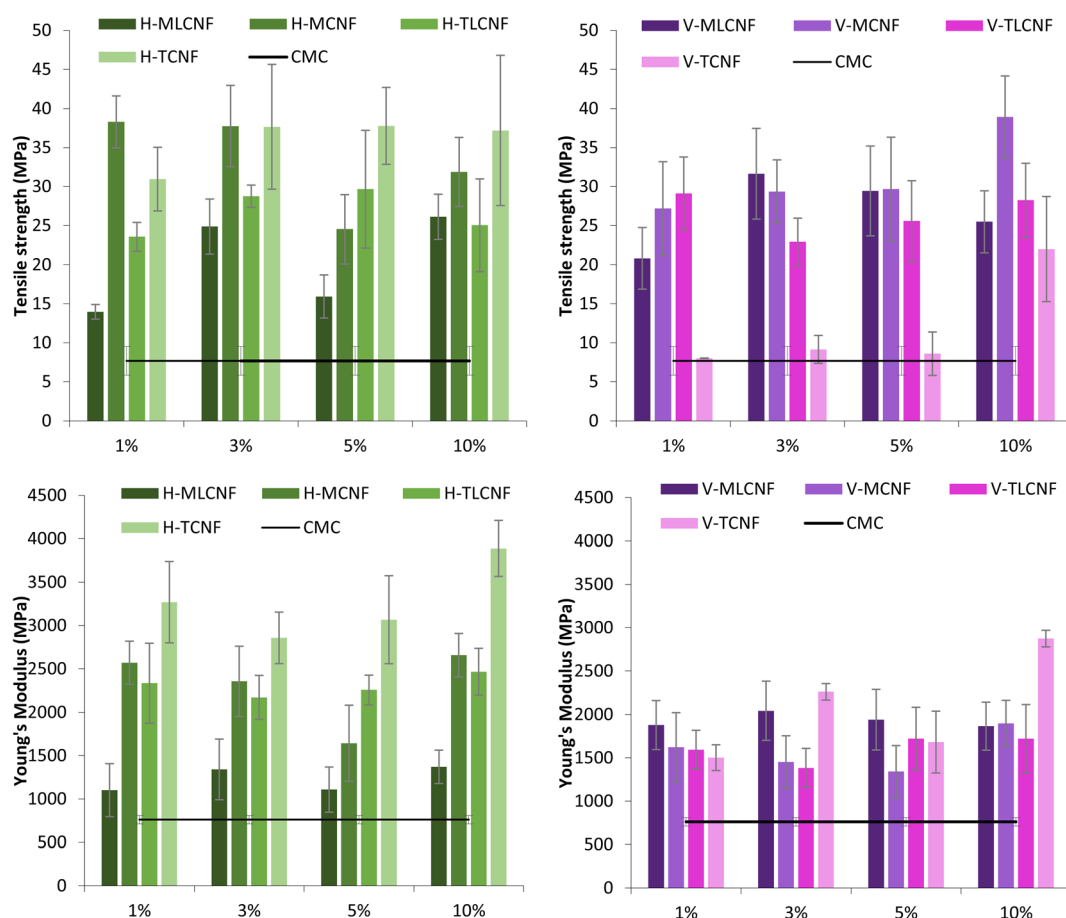 H-MLCNF H-MCNF H-TLCNF
H-TCNF CMC
Tensile strength (MPa)
50
45
40
35
30
25
20
15
10
5
0
1% 3% 5% 10%
V-MLCNF V-MCNF V-TLCNF
V-TCNF CMC
Tensile strength (MPa)
50
45
40
35
30
25
20
15
10
5
0
1% 3% 5% 10%
H-MLCNF H-MCNF H-TLCNF
H-TCNF CMC
Young's Modulus (MPa)
4500
4000
3500
3000
2500
2000
1500
1000
500
0
1% 3% 5% 10%
V-MLCNF V-MCNF V-TLCNF
V-TCNF CMC
Young's Modulus (MPa)
4500
4000
3500
3000
2500
2000
1500
1000
500
0
1% 3% 5% 10%